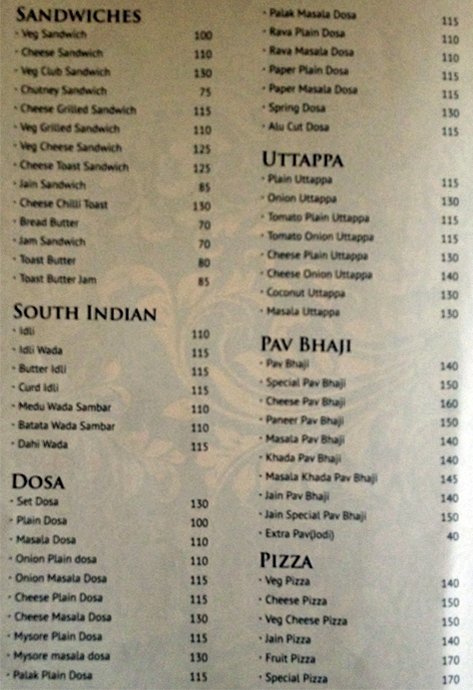 SANDWICHES
· Veg Sandwich 100
· Cheese Sandwich 110
· Veg Club Sandwich 130
· Chutney Sandwich 75
· Cheese Grilled Sandwich 115
· Veg Grilled Sandwich 110
· Veg Cheese Sandwich 125
· Cheese Toast Sandwich 125
· Jain Sandwich 85
· Cheese Chilli Toast 130
· Bread Butter 70
· Jam Sandwich 70
· Toast Butter 80
· Toast Butter Jam 85
SOUTH INDIAN
· Idli 110
· Idli Wada 115
· Butter Idli 115
· Curd Idli 115
· Medu Wada Sambar 110
· Batata Wada Sambar 110
· Dahi Wada 115
DOSA
· Set Dosa 130
· Plain Dosa 100
· Masala Dosa 110
· Onion Plain dosa 110
· Onion Masala Dosa 115
· Cheese Plain Dosa 115
· Cheese Masala Dosa 130
· Mysore Plain Dosa 115
· Mysore masala dosa 130
· Palak Plain Dosa 115
· Palak Masala Dosa 115
· Rava Plain Dosa 110
· Rava Masala Dosa 110
· Paper Plain Dosa 115
· Paper Masala Dosa 115
· Spring Dosa 130
· Alu Cut Dosa 115
UTTAPPA
· Plain Uttappa 115
· Onion Uttappa 130
· Tomato Plain Uttappa 115
· Tomato Onion Uttappa 115
· Cheese Plain Uttappa 130
· Cheese Onion Uttappa 140
· Coconut Uttappa 130
· Masala Uttappa 130
PAV BHAJI
· Pav Bhaji 140
· Special Pav Bhaji 150
· Cheese Pav Bhaji 160
· Paneer Pav Bhaji 150
· Masala Pav Bhaji 140
· Khada Pav Bhaji 140
· Masala Khada Pav Bhaji 145
· Jain Pav Bhaji 140
· Jain Special Pav Bhaji 150
· Extra Pav(Jodi) 40
PIZZA
· Veg Pizza 140
· Cheese Pizza 150
· Veg Cheese Pizza 150
· Jain Pizza 140
· Fruit Pizza 170
· Special Pizza 170